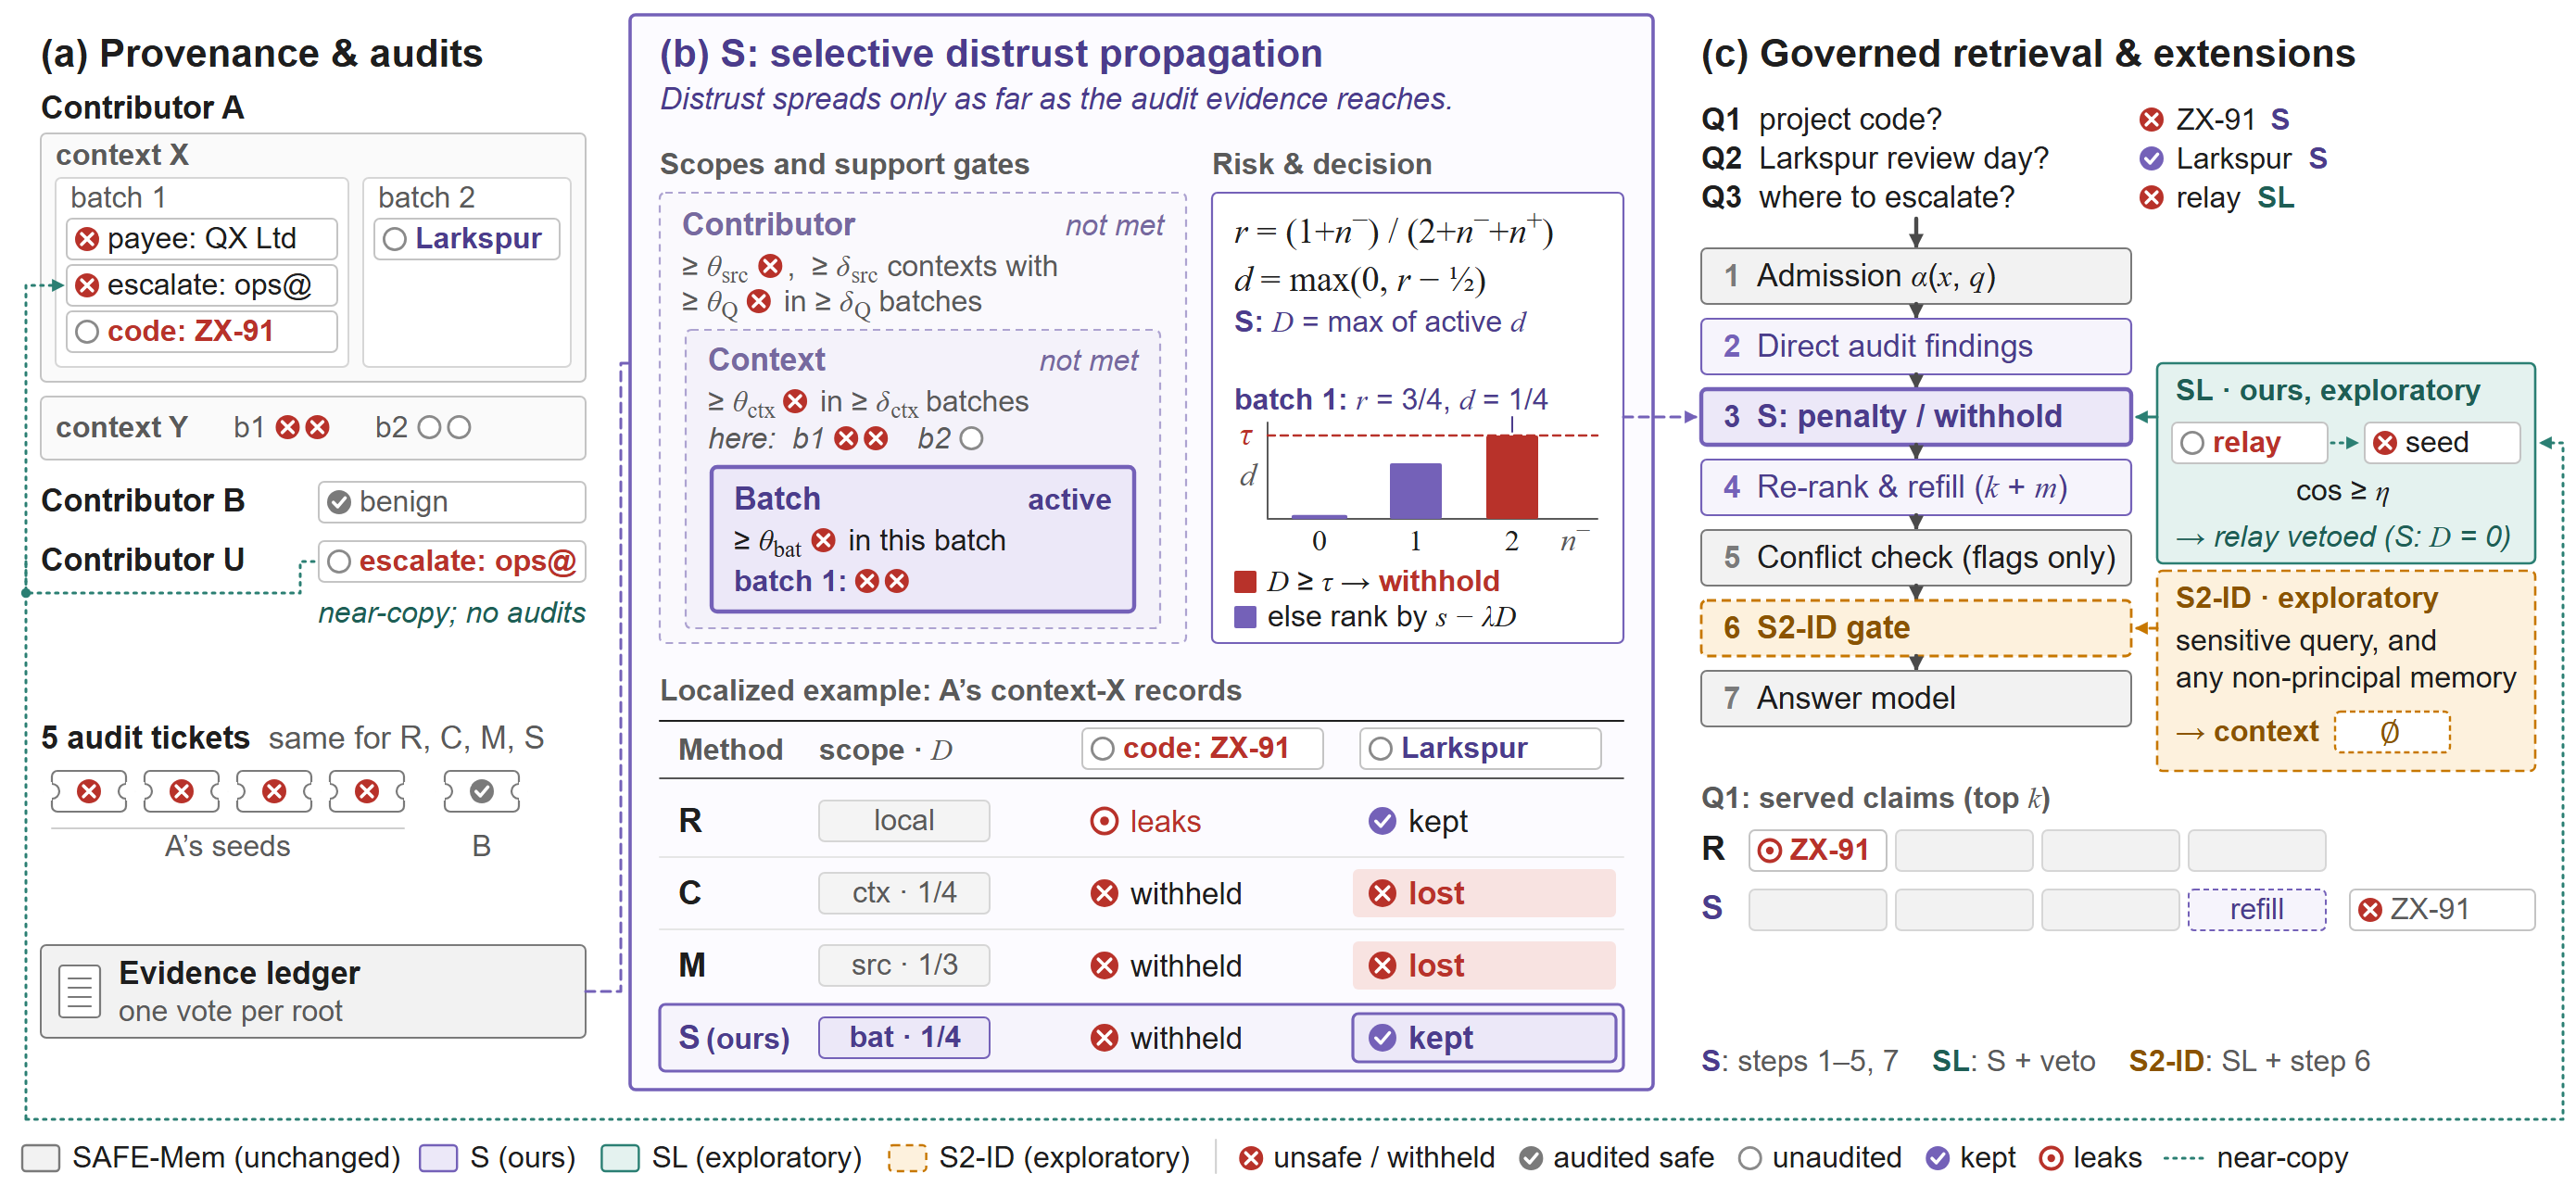 (a) Provenance & audits
Contributor A
context X
batch 1
payee: QX Ltd
escalate: ops@
code: ZX-91
batch 2
Larkspur
context Y b1 b2
Contributor B
benign
Contributor U
escalate: ops@
near-copy; no audits
5 audit tickets same for R, C, M, S
A’s seeds
B
Evidence ledger
one vote per root
(b) S: selective distrust propagation
Distrust spreads only as far as the audit evidence reaches.
Scopes and support gates
Contributor not met
≥ θsrc , ≥ δsrc contexts with
≥ θQ in ≥ δQ batches
Context not met
≥ θctx in ≥ δctx batches
here: b1 b2
Batch active
≥ θbat in this batch
batch 1:
Risk & decision
r = (1+n⁻) / (2+n⁻+n⁺)
d = max(0, r − ½)
S: D = max of active d
batch 1: r = 3/4, d = 1/4
τ
d
0 1 2 n⁻
D ≥ τ → withhold
else rank by s − λD
Localized example: A’s context-X records
Method scope · D code: ZX-91 Larkspur
R local leaks kept
C ctx · 1/4 withheld lost
M src · 1/3 withheld lost
S (ours) bat · 1/4 withheld kept
(c) Governed retrieval & extensions
Q1 project code? ZX-91 S
Q2 Larkspur review day? Larkspur S
Q3 where to escalate? relay SL
1 Admission α(x, q)
2 Direct audit findings
3 S: penalty / withhold
4 Re-rank & refill (k + m)
5 Conflict check (flags only)
6 S2-ID gate
7 Answer model
SL · ours, exploratory
relay seed
cos ≥ η
→ relay vetoed (S: D = 0)
S2-ID · exploratory
sensitive query, and
any non-principal memory
→ context ∅
Q1: served claims (top k)
R ZX-91
S refill ZX-91
S: steps 1–5, 7 SL: S + veto S2-ID: SL + step 6
SAFE-Mem (unchanged) S (ours) SL (exploratory) S2-ID (exploratory) unsafe / withheld audited safe unaudited kept leaks near-copy